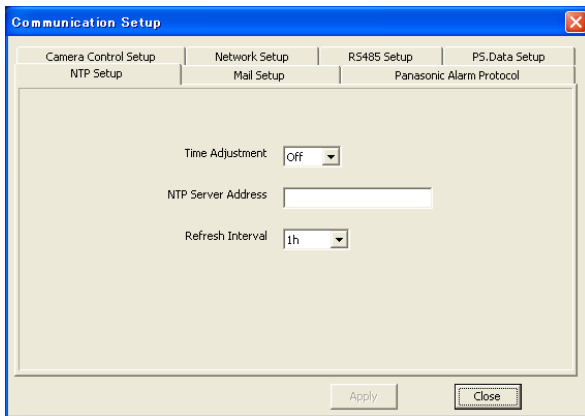 Communication Setup
Camera Control Setup Network Setup RS485 Setup PS.Data Setup
NTP Setup Mail Setup Panasonic Alarm Protocol
Time Adjustment Off
NTP Server Address
Refresh Interval 1h
Apply Close